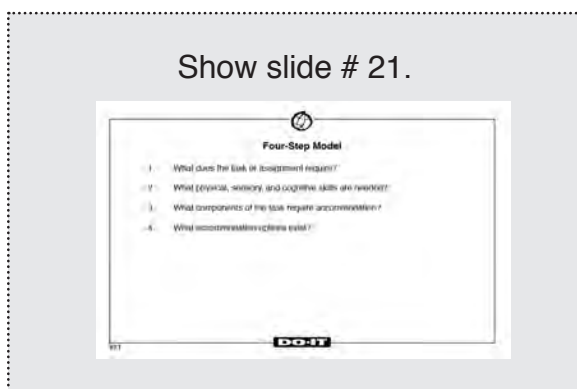 Show slide # 21.
Four-Step Model
1. What does the task or assignment require?
2. What physical, sensory, and cognitive skills are needed?
3. What components of the task require accommodation?
4. What accommodation options exist?
DO-IT